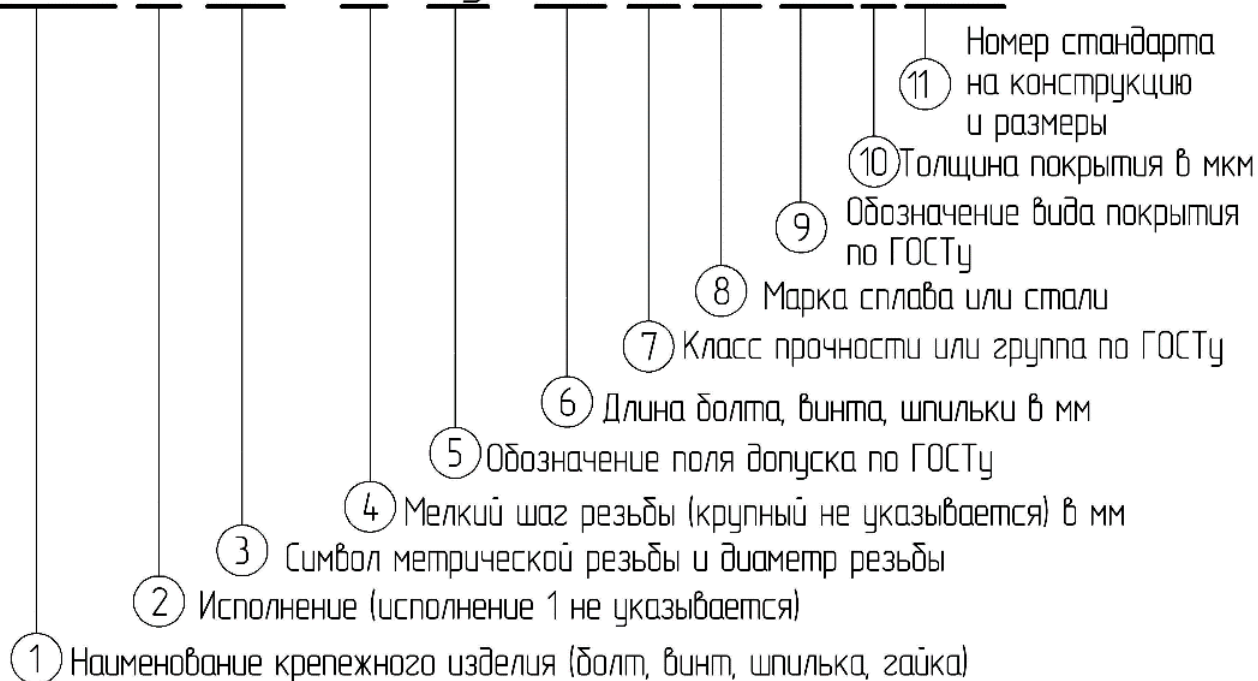 11 Номер стандарта
на конструкцию
и размеры
10 Толщина покрытия в мкм
9 Обозначение вида покрытия
по ГОСТу
8 Марка сплава или стали
7 Класс прочности или группа по ГОСТу
6 Длина болта, винта, шпильки в мм
5 Обозначение поля допуска по ГОСТу
4 Мелкий шаг резьбы (крупный не указывается) в мм
3 Символ метрической резьбы и диаметр резьбы
2 Исполнение (исполнение 1 не указывается)
1 Наименование крепежного изделия (болт, винт, шпилька, гайка)